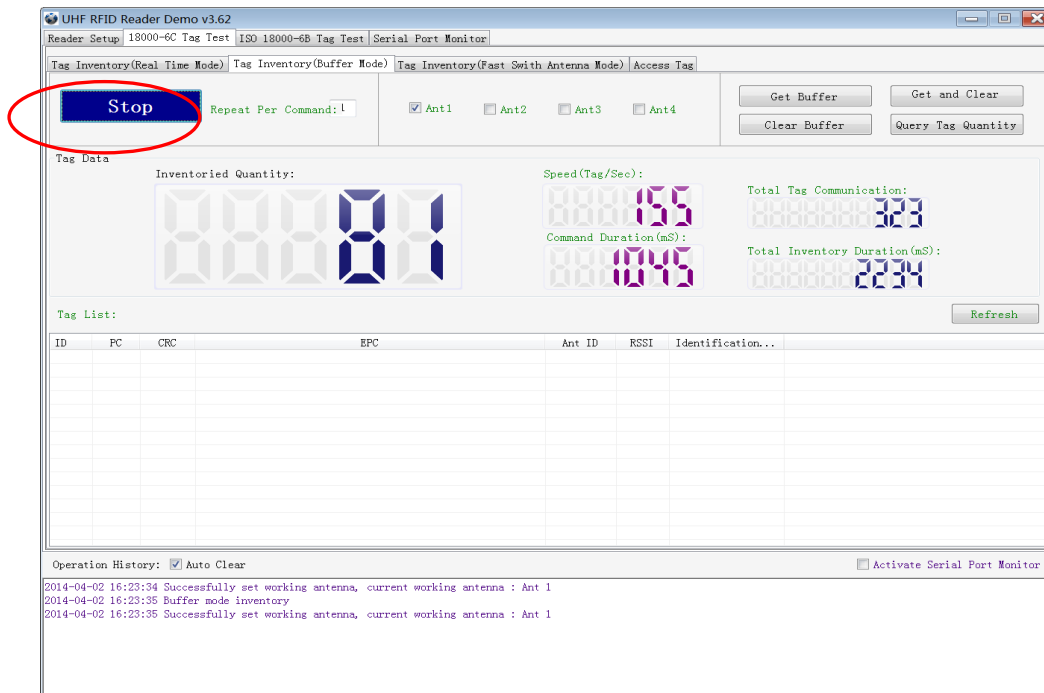 UHF RFID Reader Demo v3.62
Reader Setup 18000-6C Tag Test ISO 18000-6B Tag Test Serial Port Monitor
Tag Inventory(Real Time Mode) Tag Inventory(Buffer Mode) Tag Inventory(Fast Swith Antenna Mode) Access Tag
Stop Repeat Per Command: 1 Ant1 Ant2 Ant3 Ant4
Get Buffer Get and Clear
Clear Buffer Query Tag Quantity
Tag Data
Inventoried Quantity: Speed(Tag/Sec):
81 155
Total Tag Communication:
323
Command Duration(mS):
1045
Total Inventory Duration(mS):
2234
Tag List: Refresh
ID PC CRC EPC Ant ID RSSI Identification...
Operation History: Auto Clear Activate Serial Port Monitor
2014-04-02 16:23:34 Successfully set working antenna, current working antenna : Ant 1
2014-04-02 16:23:35 Buffer mode inventory
2014-04-02 16:23:35 Successfully set working antenna, current working antenna : Ant 1